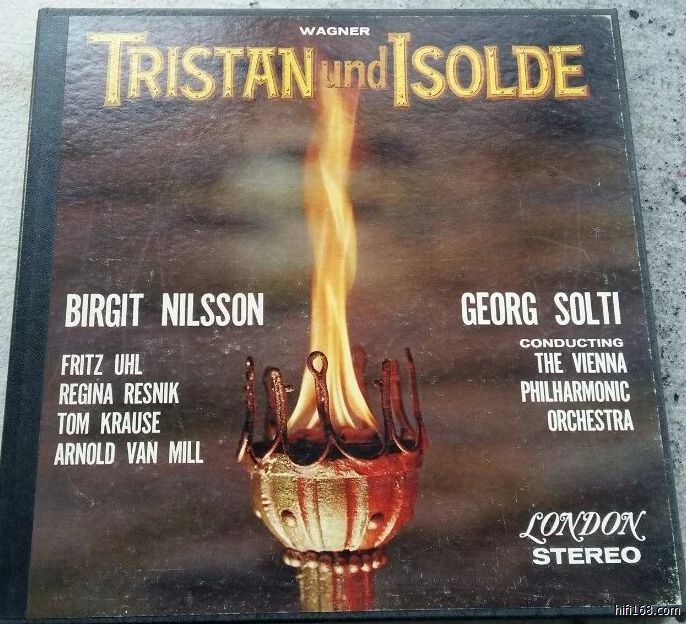 WAGNER
TRISTAN und ISOLDE
BIRGIT NILSSON
FRITZ UHL
REGINA RESNIK
TOM KRAUSE
ARNOLD VAN MILL
GEORG SOLTI
CONDUCTING
THE VIENNA
PHILHARMONIC
ORCHESTRA
LONDON
STEREO
hifi168.com